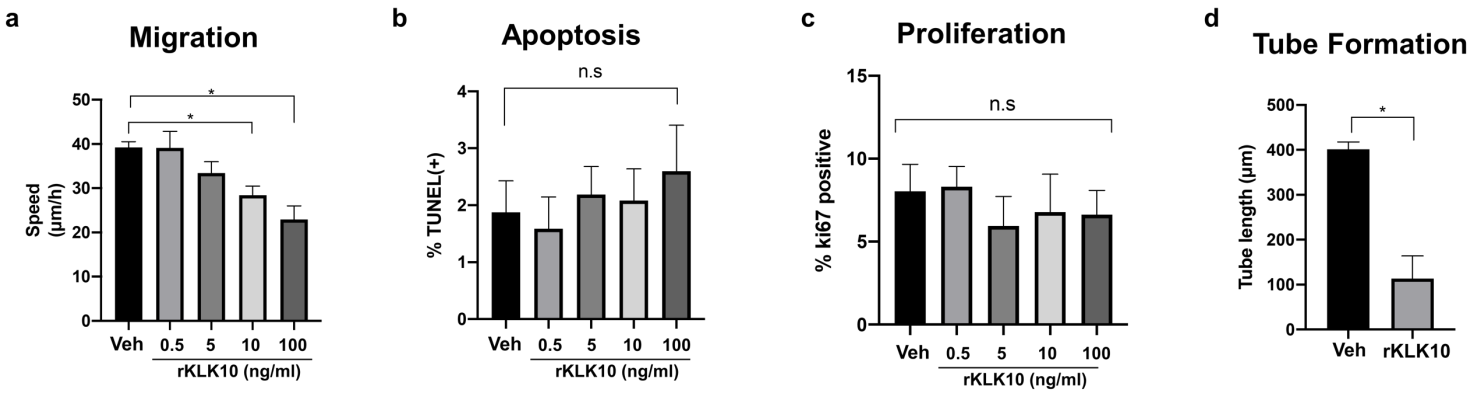 a
Migration
Speed
(µm/h)
50
40
30
20
10
0
*
*
Veh
0.5
5
10
100
rKLK10 (ng/ml)
b
Apoptosis
% TUNEL(+)
4
3
2
1
0
n.s
Veh
0.5
5
10
100
rKLK10 (ng/ml)
c
Proliferation
% ki67 positive
15
10
5
0
n.s
Veh
0.5
5
10
100
rKLK10 (ng/ml)
d
Tube Formation
Tube length (µm)
500
400
300
200
100
0
*
Veh
rKLK10